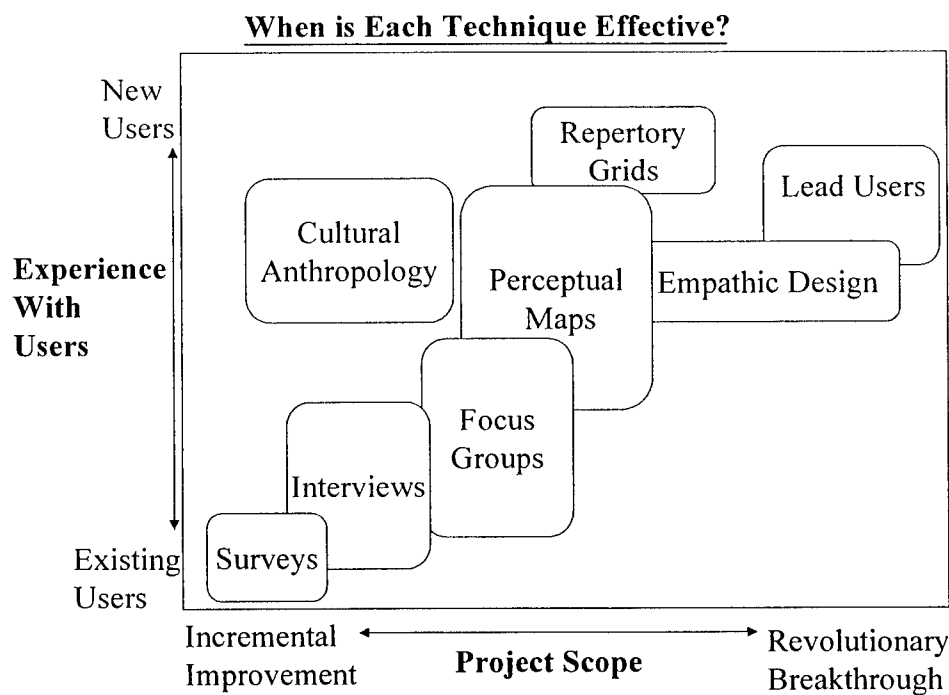 When is Each Technique Effective?
New
Users
Repertory
Grids
Lead Users
Cultural
Anthropology
Perceptual
Maps
Empathic Design
Experience
With
Users
Focus
Groups
Interviews
Surveys
Existing
Users
Incremental
Improvement
Project Scope
Revolutionary
Breakthrough